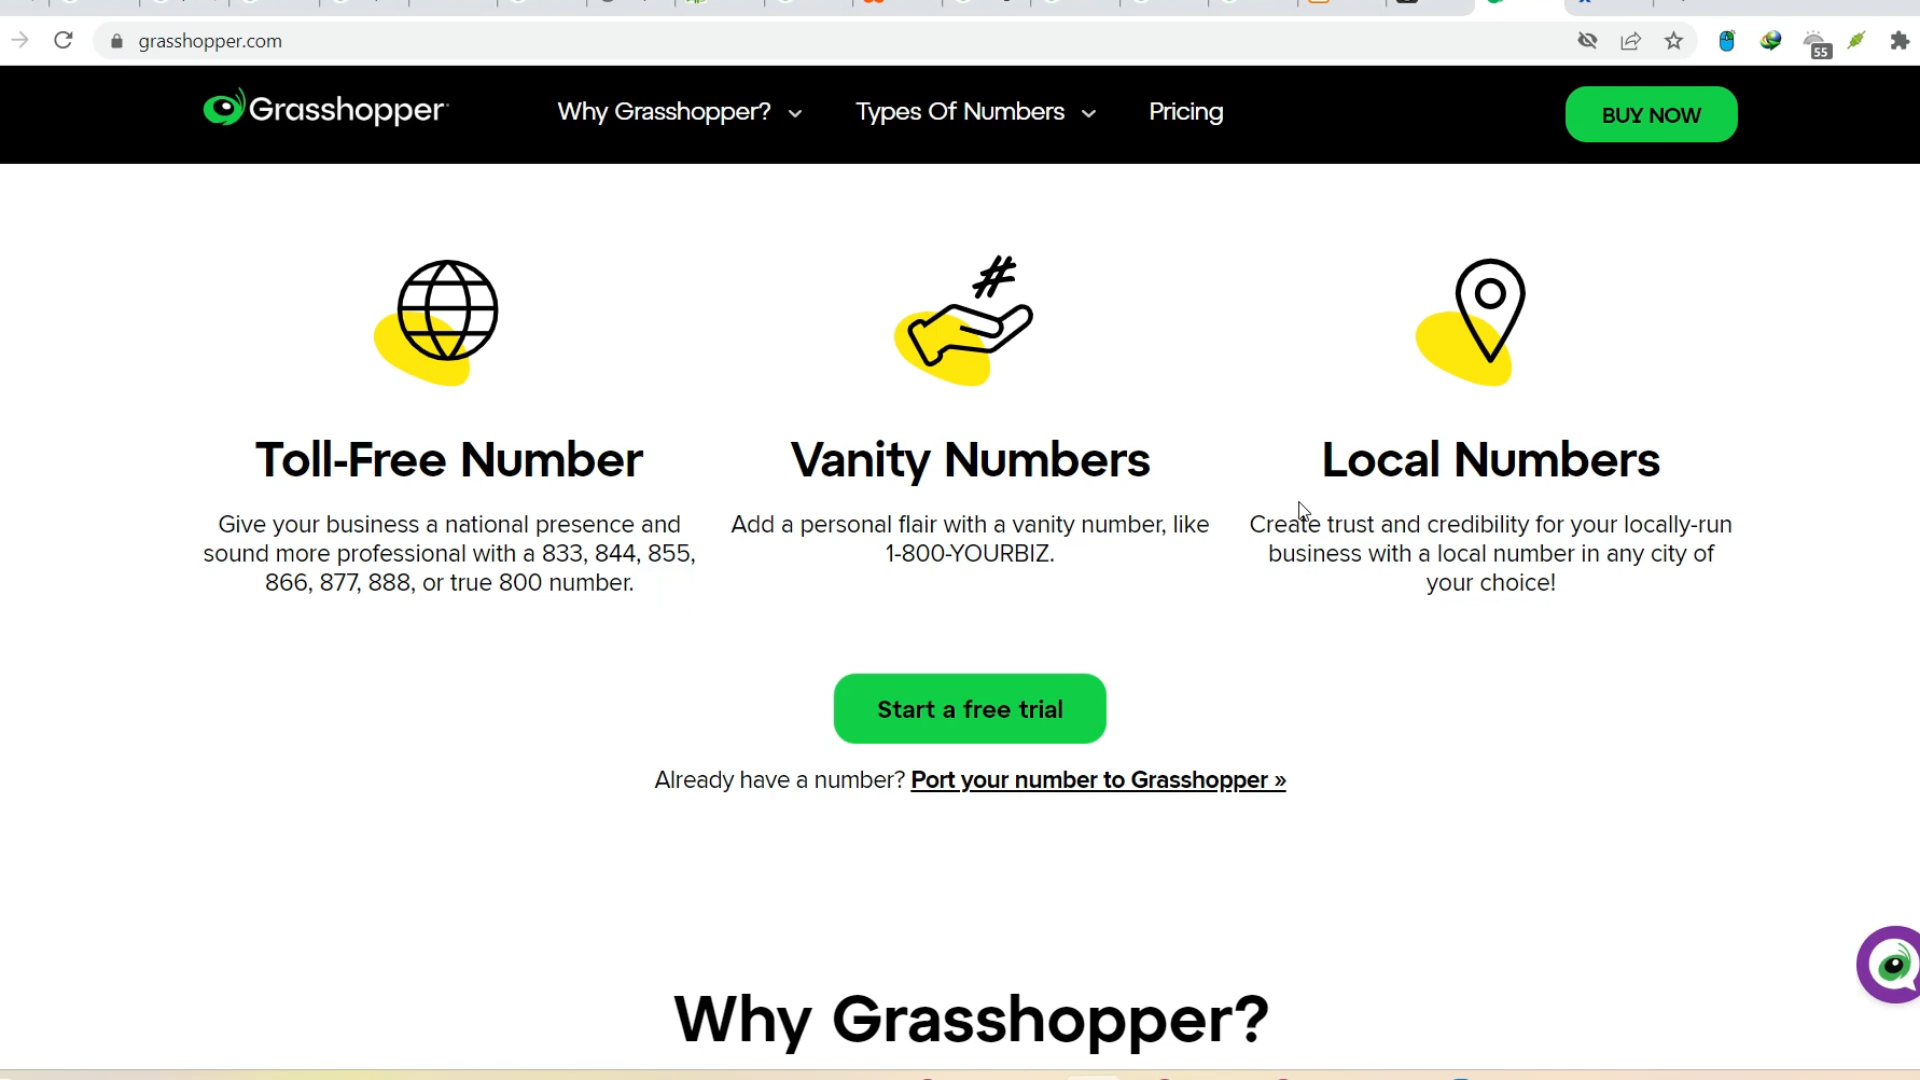 grasshopper.com
55
Grasshopper
Why Grasshopper?
Types Of Numbers
Pricing
BUY NOW
#
Toll-Free Number
Give your business a national presence and
sound more professional with a 833, 844, 855,
866, 877, 888, or true 800 number.
Vanity Numbers
Add a personal flair with a vanity number, like
1-800-YOURBIZ.
Local Numbers
Create trust and credibility for your locally-run
business with a local number in any city of
your choice!
Start a free trial
Already have a number? Port your number to Grasshopper »
Why Grasshopper?